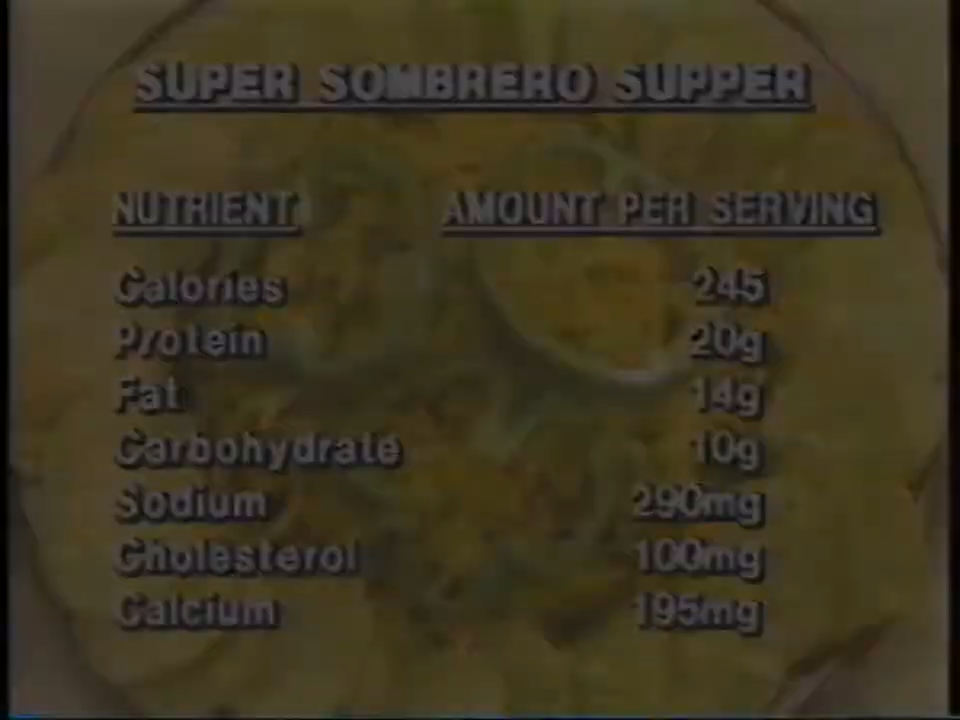 SUPER SOMBRERO SUPPER
NUTRIENT AMOUNT PER SERVING
Calories 245
Protein 20g
Fat 14g
Carbohydrate 10g
Sodium 290mg
Cholesterol 100mg
Calcium 195mg